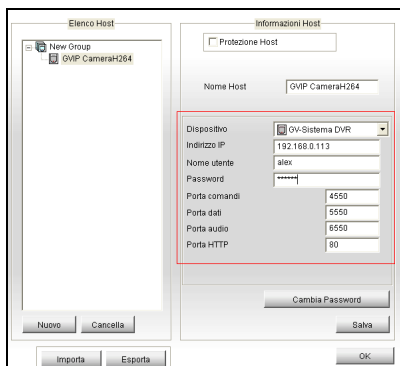 Elenco Host
New Group
GVIP CameraH264
Nuovo
Cancella
Importa
Esporta
Informazioni Host
Protezione Host
Nome Host
GVIP CameraH264
Dispositivo
GV-Sistema DVR
Indirizzo IP
192.168.0.113
Nome utente
alex
Password
******
Porta comandi
4550
Porta dati
5550
Porta audio
6550
Porta HTTP
80
Cambia Password
Salva
OK